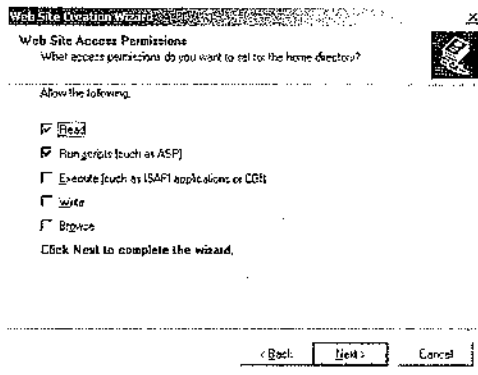 Web Site Creation Wizard
Web Site Access Permissions
What access permissions do you want to set for the home directory?
Allow the following:
Read
Run scripts (such as ASP)
Execute (such as ISAPI applications or CGI)
Write
Browse
Click Next to complete the wizard.
< Back
Next >
Cancel